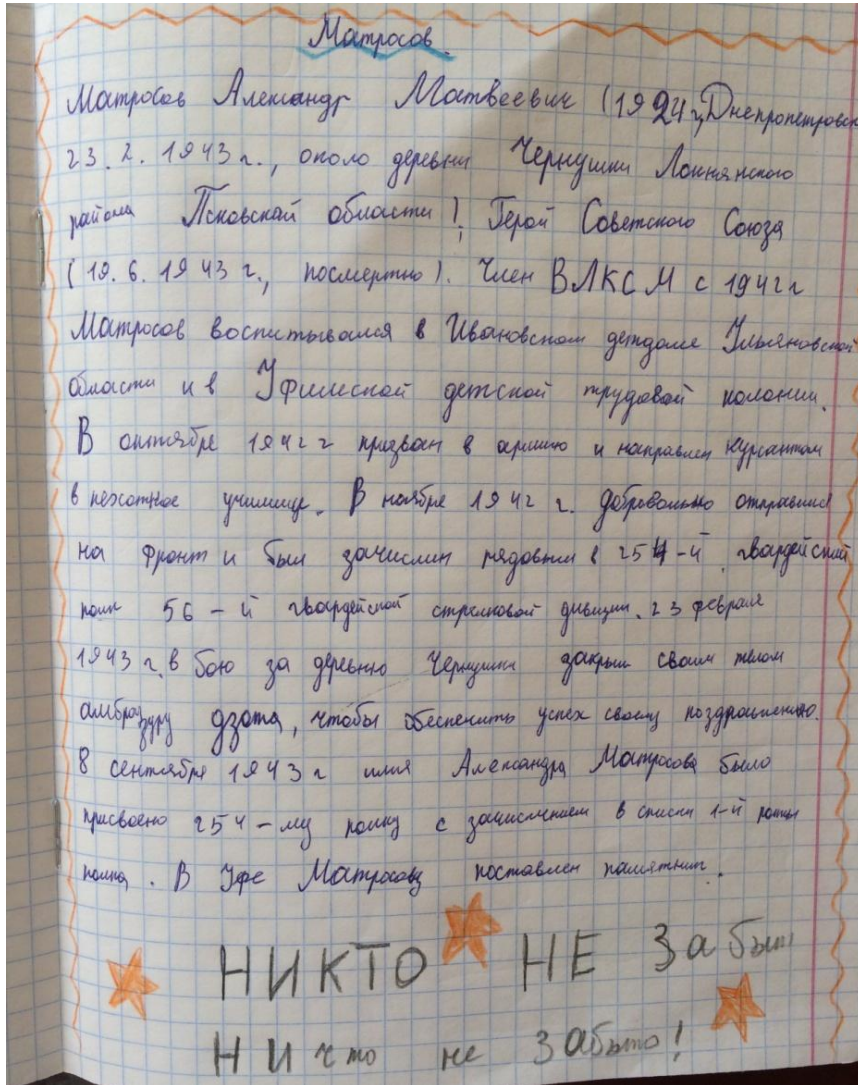 Матросов.
Матросов Александр Матвеевич (1924г, Днепропетровск
23.2.1943 г., около деревни Чернушки Локнянского
района Псковской области!, Герой Советского Союза
(19.6.1943 г., посмертно). Член ВЛКСМ с 1942 г
Матросов воспитывался в Ивановском детдоме Ульяновской
области и в Уфимской детской трудовой колонии.
В октябре 1942 г призван в армию и направлен курсантом
в пехотное училище. В ноябре 1942 г. добровольно отправился
на фронт и был зачислин рядовым в 254-й гвардейский
полк 56-й гвардейской стрелковой дивизии. 23 февраля
1943 г. в бою за деревню Чернушки закрыл своим телом
амбразуру дзота, чтобы обеспечить успех своему поздравлению.
8 сентября 1943 г имя Александра Матросова было
присвоено 254-му полку с зачислением в списки 1-й роты
полка. В Уфе Матросову поставлен памятник.
НИКТО НЕ Забыт
НИчто не забыто!